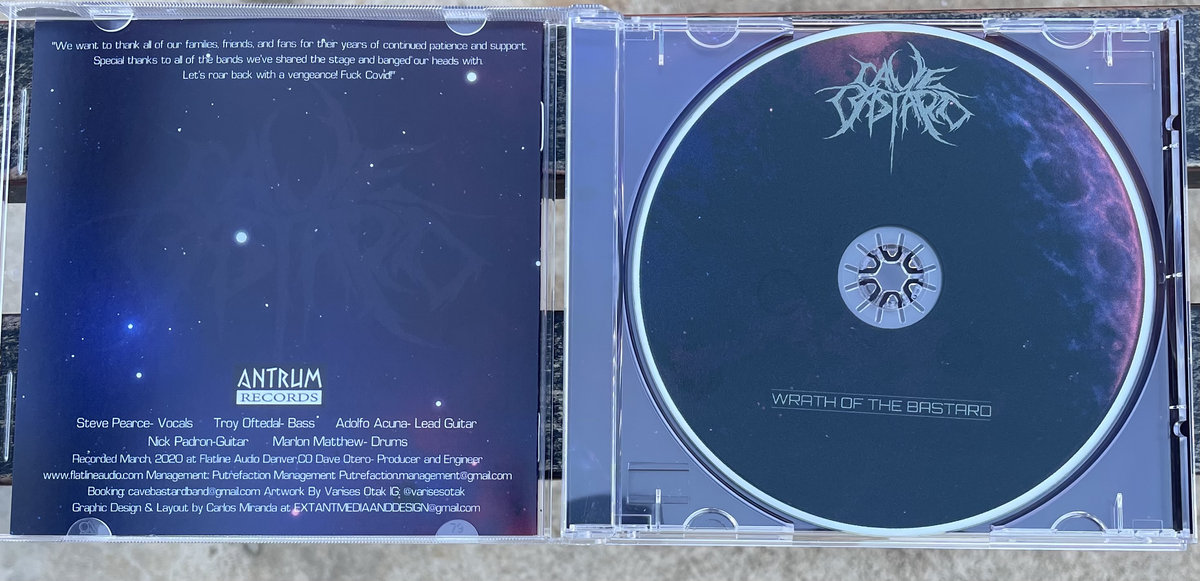 "We want to thank all of our families, friends, and fans for their years of continued patience and support.
Special thanks to all of the bands we've shared the stage and banged our heads with.
Let's roar back with a vengeance! Fuck Covid!"
ANTRUM
RECORDS
Steve Pearce- Vocals Troy Oftedal- Bass Adolfo Acuna- Lead Guitar
Nick Padron-Guitar Marlon Matthew- Drums
Recorded March, 2020 at Flatline Audio Denver,CO Dave Otero- Producer and Engineer
www.flatlineaudio.com Management: Putrefaction Management Putrefaction.management@gmail.com
Booking: cavebastardband@gmail.com Artwork By Varises Otak IG: @varisesotak
Graphic Design & Layout by Carlos Miranda at EXTANTMEDIAANDDESIGN@gmail.com
CAVE
BASTARD
WRATH OF THE BASTARD